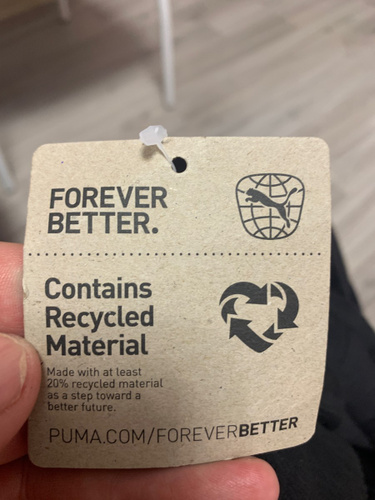 FOREVER
BETTER.
Contains
Recycled
Material
Made with at least
20% recycled material
as a step toward a
better future.
PUMA.COM/FOREVERBETTER